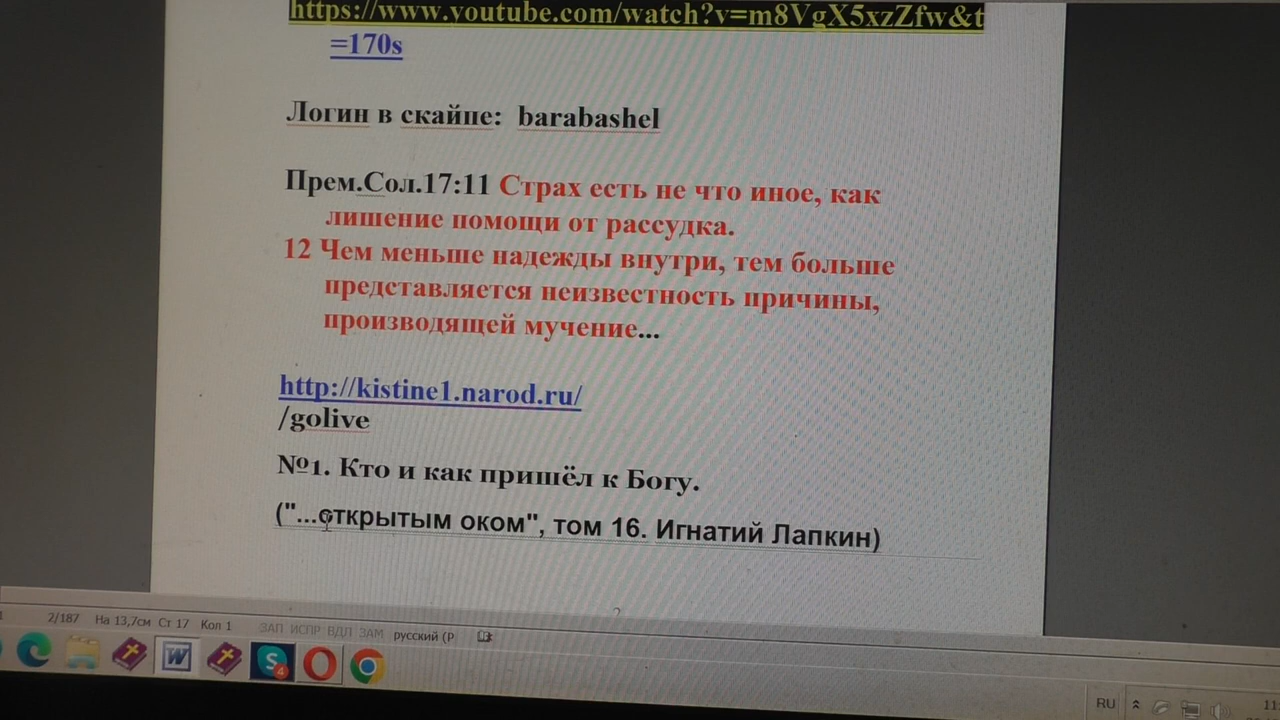 https://www.youtube.com/watch?v=m8VgX5xzZfw&t
=170s
Логин в скайпе: barabashel
Прем.Сол.17:11 Страх есть не что иное, как
лишение помощи от рассудка.
12 Чем меньше надежды внутри, тем больше
представляется неизвестность причины,
производящей мучение...
http://kistine1.narod.ru/
/golive
№1. Кто и как пришёл к Богу.
("...открытым оком", том 16. Игнатий Лапкин)
2/187 На 13,7см Ст 17 Кол 1 ЗАП ИСПР ВДЛ ЗАМ русский (Р
W S 4
RU